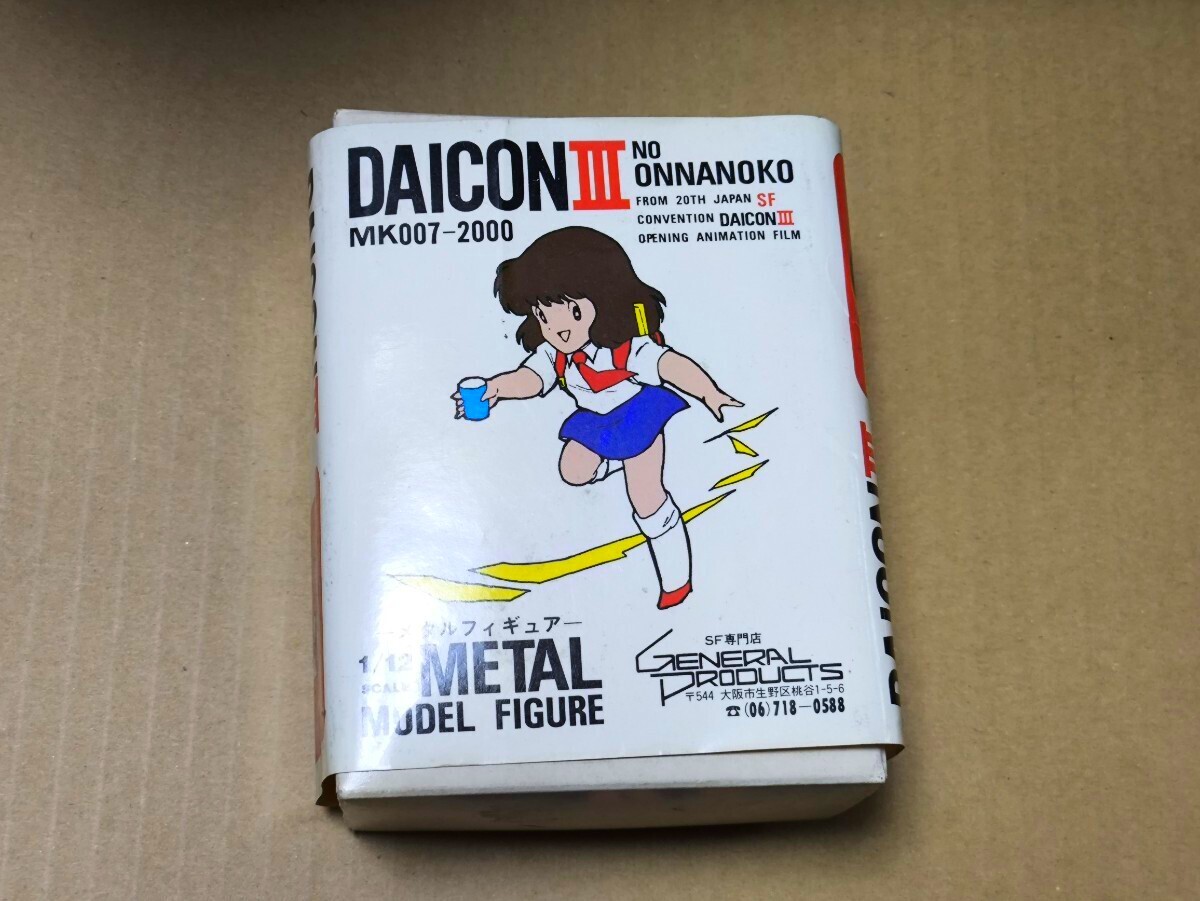 DAICON III
NO
ONNANOKO
FROM 20TH JAPAN SF
CONVENTION DAICON III
OPENING ANIMATION FILM
MK007-2000
メタルフィギュア
1/12
SCALE
METAL
MODEL FIGURE
SF専門店
GENERAL
PRODUCTS
〒544 大阪市生野区桃谷1-5-6
☎(06)718-0588
DAICON III